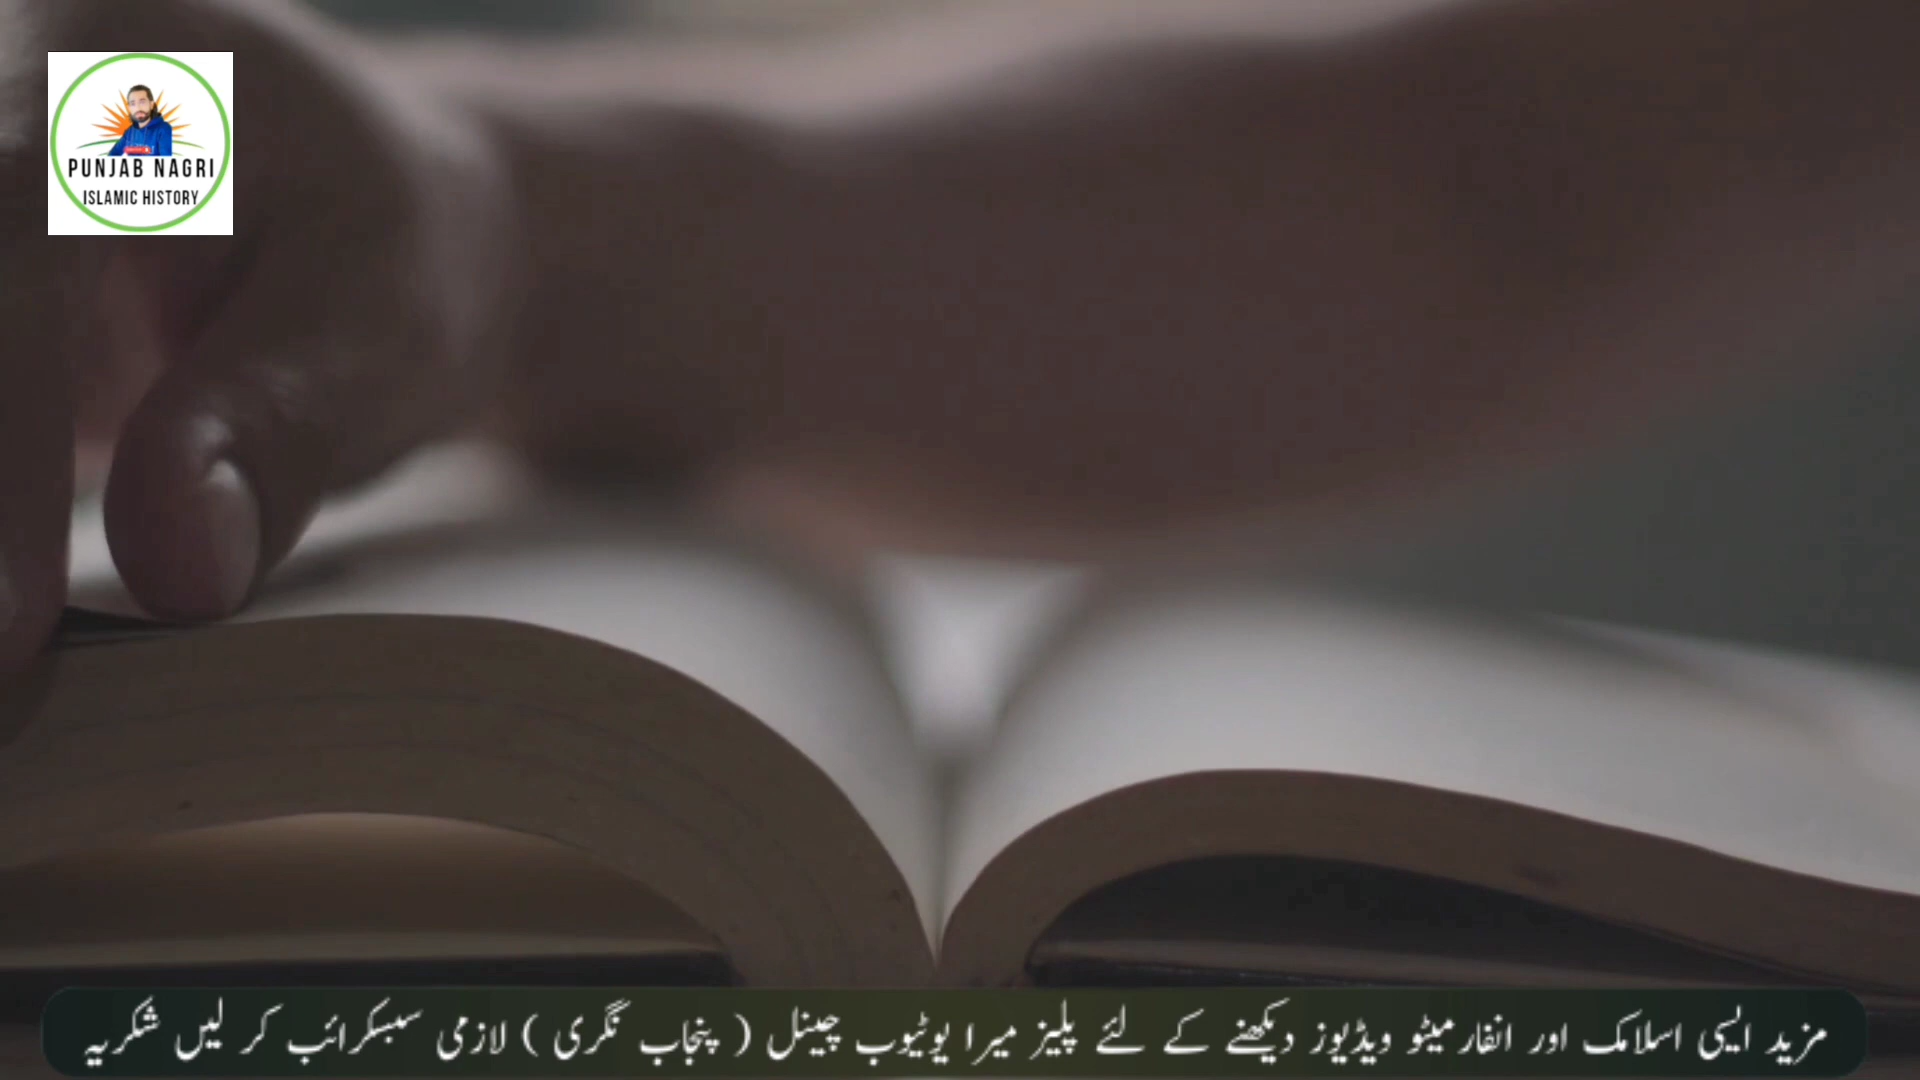 PUNJAB NAGRI
ISLAMIC HISTORY
مزید ایسی اسلامک اور انفارمیٹو ویڈیوز دیکھنے کے لئے پلیز میرا یوٹیوب چینل ( پنجاب نگری ) لازمی سبسکرائب کر لیں شکریہ